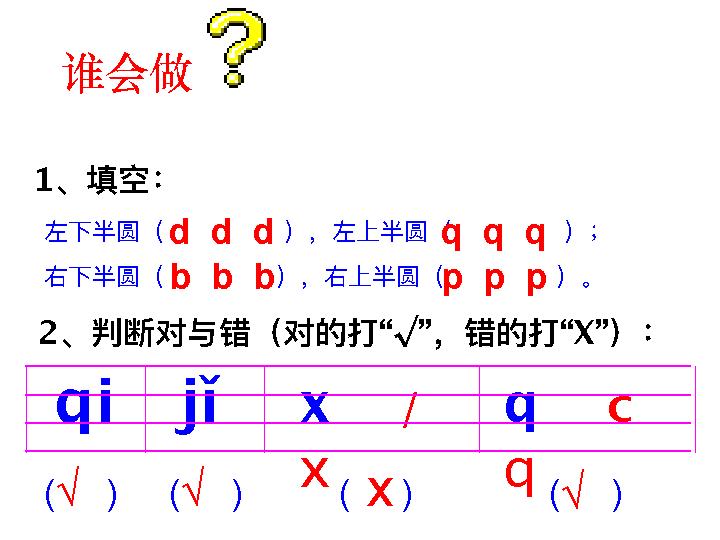 谁会做
1、填空：
左下半圆（d d d），左上半圆（q q q）；
右下半圆（b b b），右上半圆（p p p）。
2、判断对与错（对的打“√”，错的打“X”）：
qi jǐ x / q c
x q
(√) (√) (X) (√)